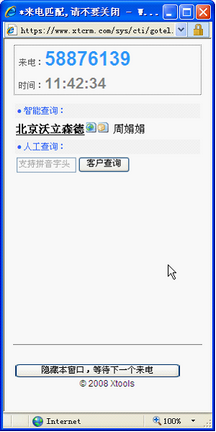 *来电匹配,请不要关闭 - W...
https://www.xtcrm.com/sys/cti/gotel.
来电：58876139
时间：11:42:34
智能查询：
北京沃立森德 周娟娟
人工查询：
支持拼音字头 客户查询
隐藏本窗口，等待下一个来电
© 2008 Xtools
Internet 100%